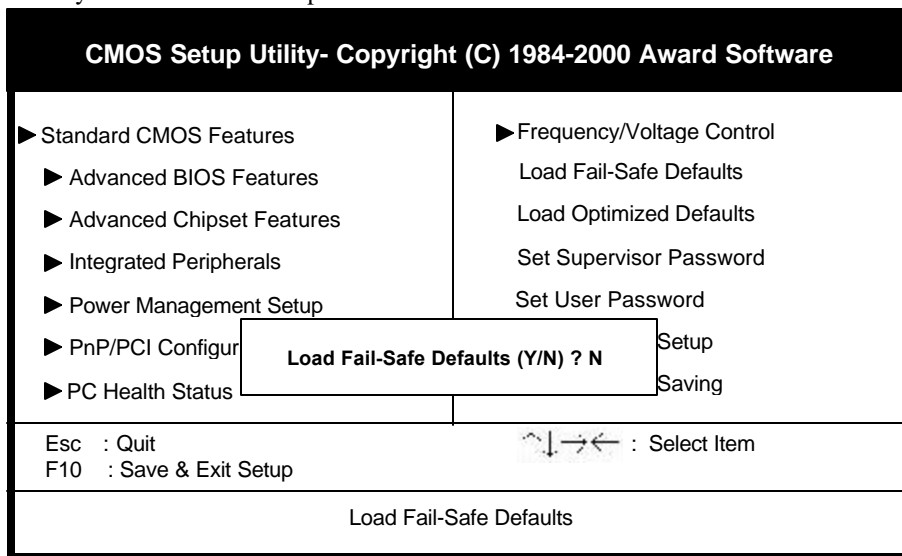 CMOS Setup Utility- Copyright (C) 1984-2000 Award Software
Standard CMOS Features
Advanced BIOS Features
Advanced Chipset Features
Integrated Peripherals
Power Management Setup
PnP/PCI Configur
PC Health Status
Frequency/Voltage Control
Load Fail-Safe Defaults
Load Optimized Defaults
Set Supervisor Password
Set User Password
Setup
Saving
Load Fail-Safe Defaults (Y/N) ? N
Esc : Quit
F10 : Save & Exit Setup
↑↓→← : Select Item
Load Fail-Safe Defaults